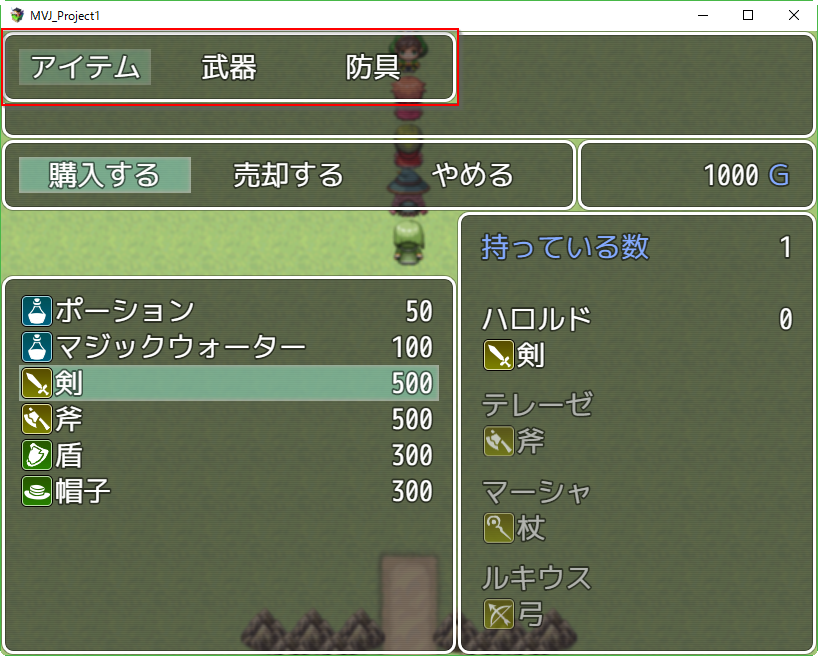 MVJ_Project1
アイテム 武器 防具
購入する 売却する やめる 1000 G
持っている数 1
ポーション 50
マジックウォーター 100
剣 500
斧 500
盾 300
帽子 300
ハロルド 0
剣
テレーゼ
斧
マーシャ
杖
ルキウス
弓